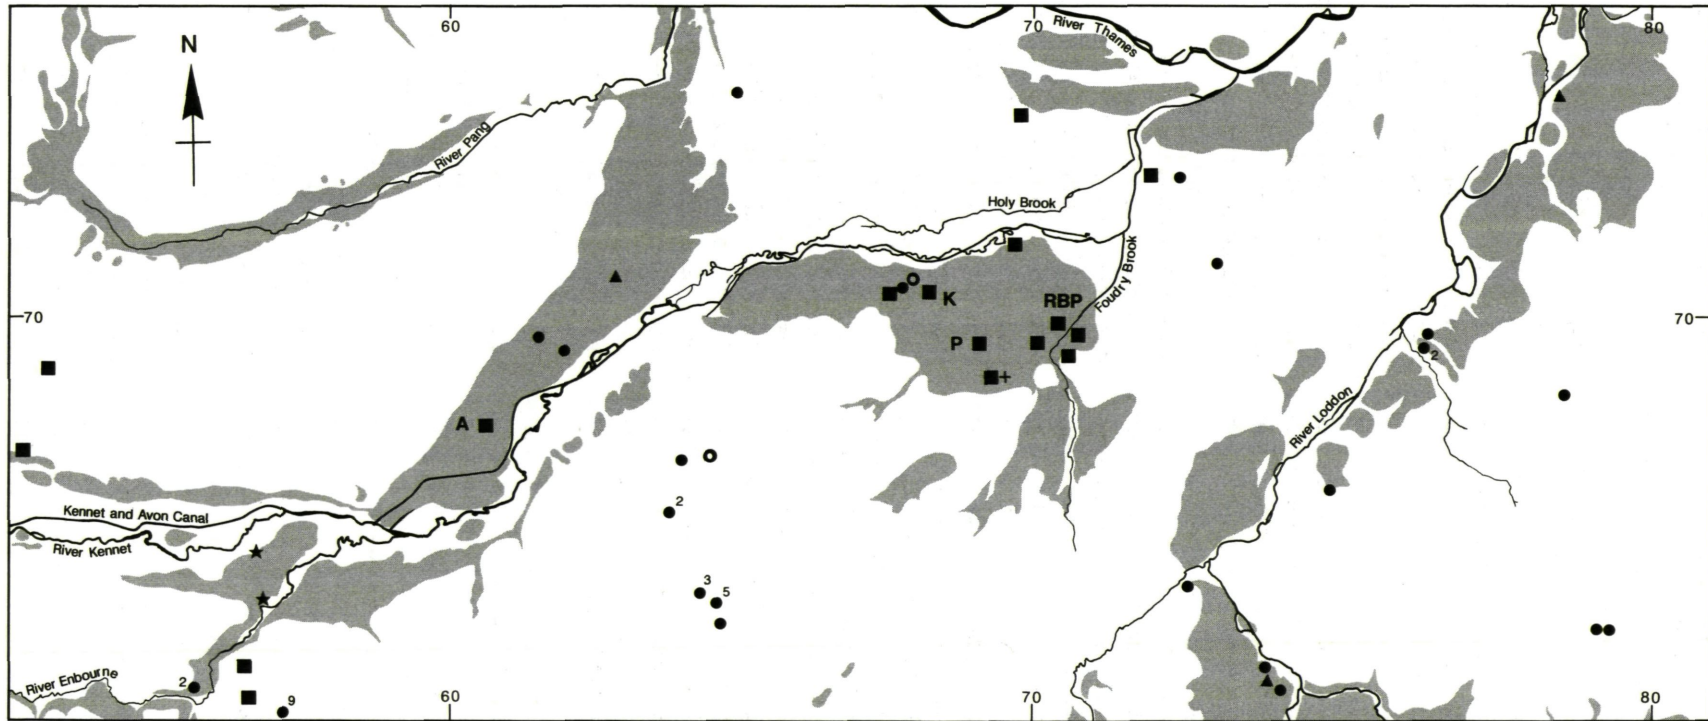 60
70
80
N
River Thames
River Pang
Holy Brook
Foudry Brook
K
RBP
70
70
P
2
A
River Loddon
2
Kennet and Avon Canal
River Kennet
3
5
River Enbourne
2
9
60
70
80